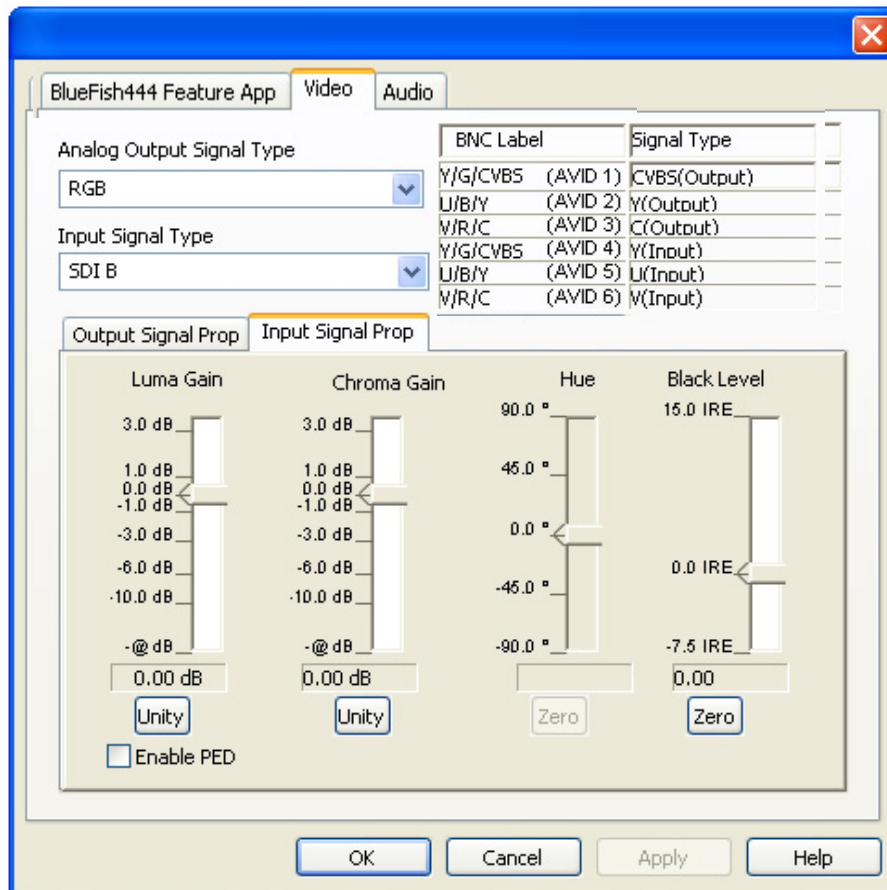 BlueFish444 Feature App
Video
Audio
Analog Output Signal Type
RGB
Input Signal Type
SDI B
BNC Label Signal Type
Y/G/CVBS (AVID 1) CVBS(Output)
U/B/Y (AVID 2) Y(Output)
V/R/C (AVID 3) C(Output)
Y/G/CVBS (AVID 4) Y(Input)
U/B/Y (AVID 5) U(Input)
V/R/C (AVID 6) V(Input)
Output Signal Prop
Input Signal Prop
Luma Gain
3.0 dB
1.0 dB
0.0 dB
-1.0 dB
-3.0 dB
-6.0 dB
-10.0 dB
-@ dB
0.00 dB
Unity
Enable PED
Chroma Gain
3.0 dB
1.0 dB
0.0 dB
-1.0 dB
-3.0 dB
-6.0 dB
-10.0 dB
-@ dB
0.00 dB
Unity
Hue
90.0 °
45.0 °
0.0 °
-45.0 °
-90.0 °
Zero
Black Level
15.0 IRE
0.0 IRE
-7.5 IRE
0.00
Zero
OK
Cancel
Apply
Help